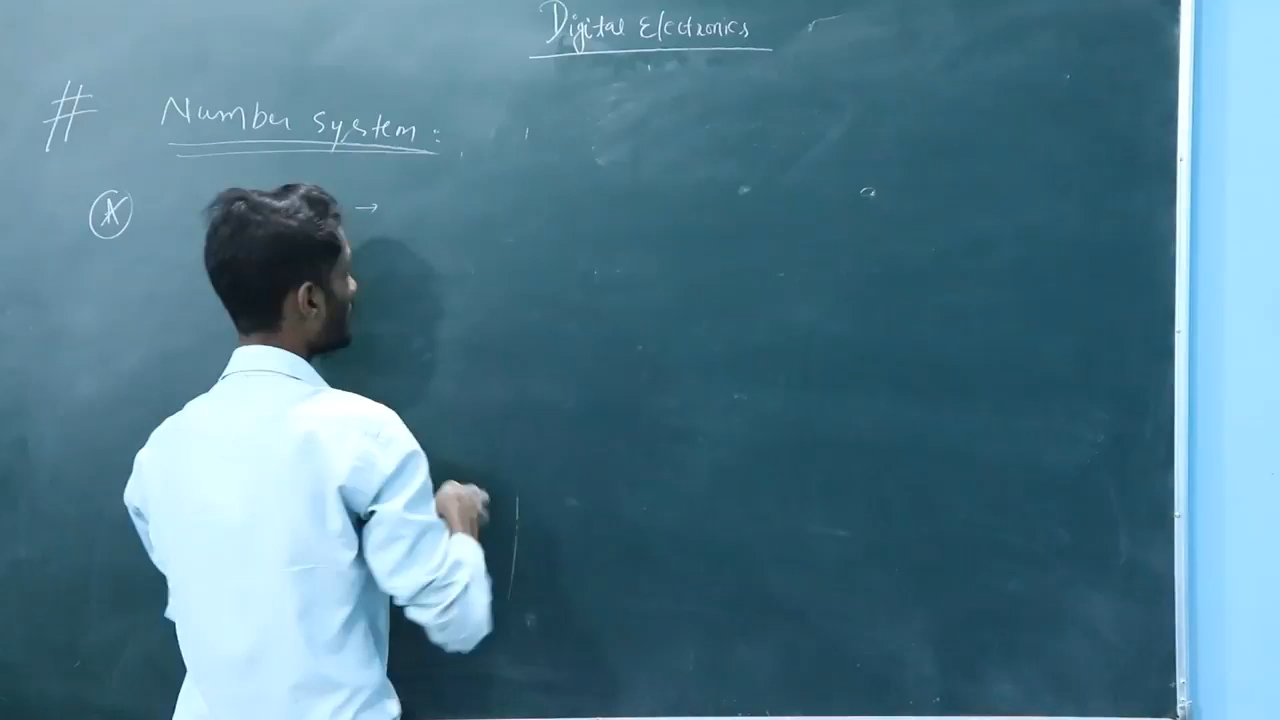 Digital Electronics
# Number system:
Ⓐ →